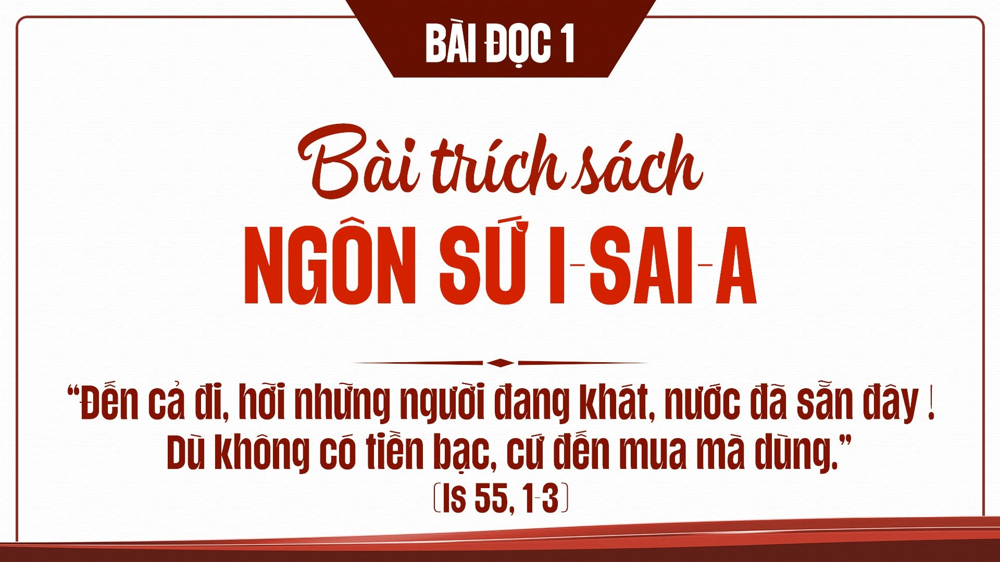 BÀI ĐỌC 1
Bài trích sách
NGÔN SỨ I-SAI-A
“Đến cả đi, hỡi những người đang khát, nước đã sẵn đây !
Dù không có tiền bạc, cứ đến mua mà dùng.”
(Is 55, 1-3)